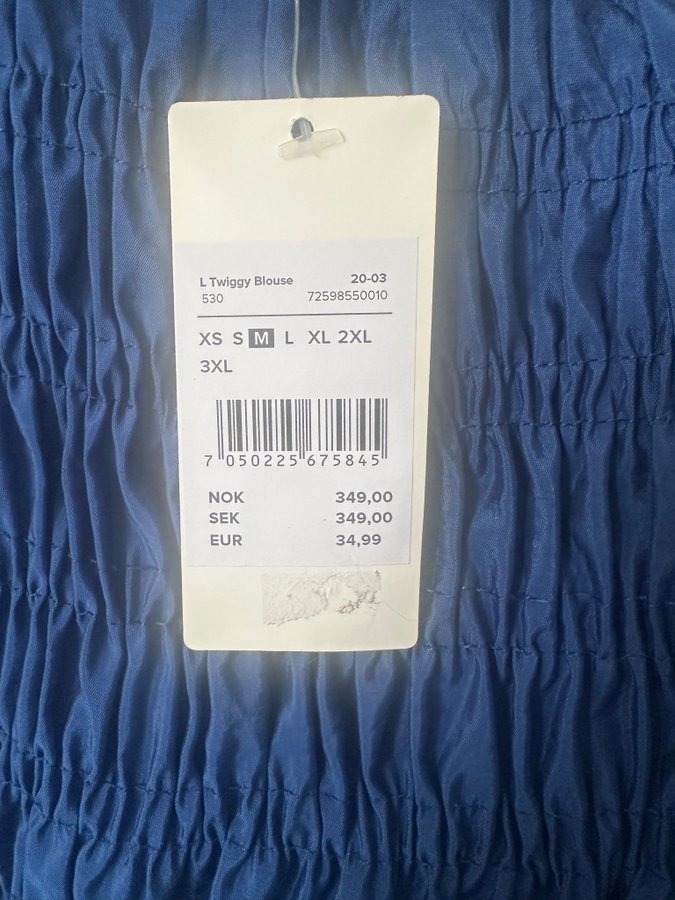 L Twiggy Blouse 20-03
530 72598550010
XS S M L XL 2XL
3XL
7 050225 675845
NOK 349,00
SEK 349,00
EUR 34,99